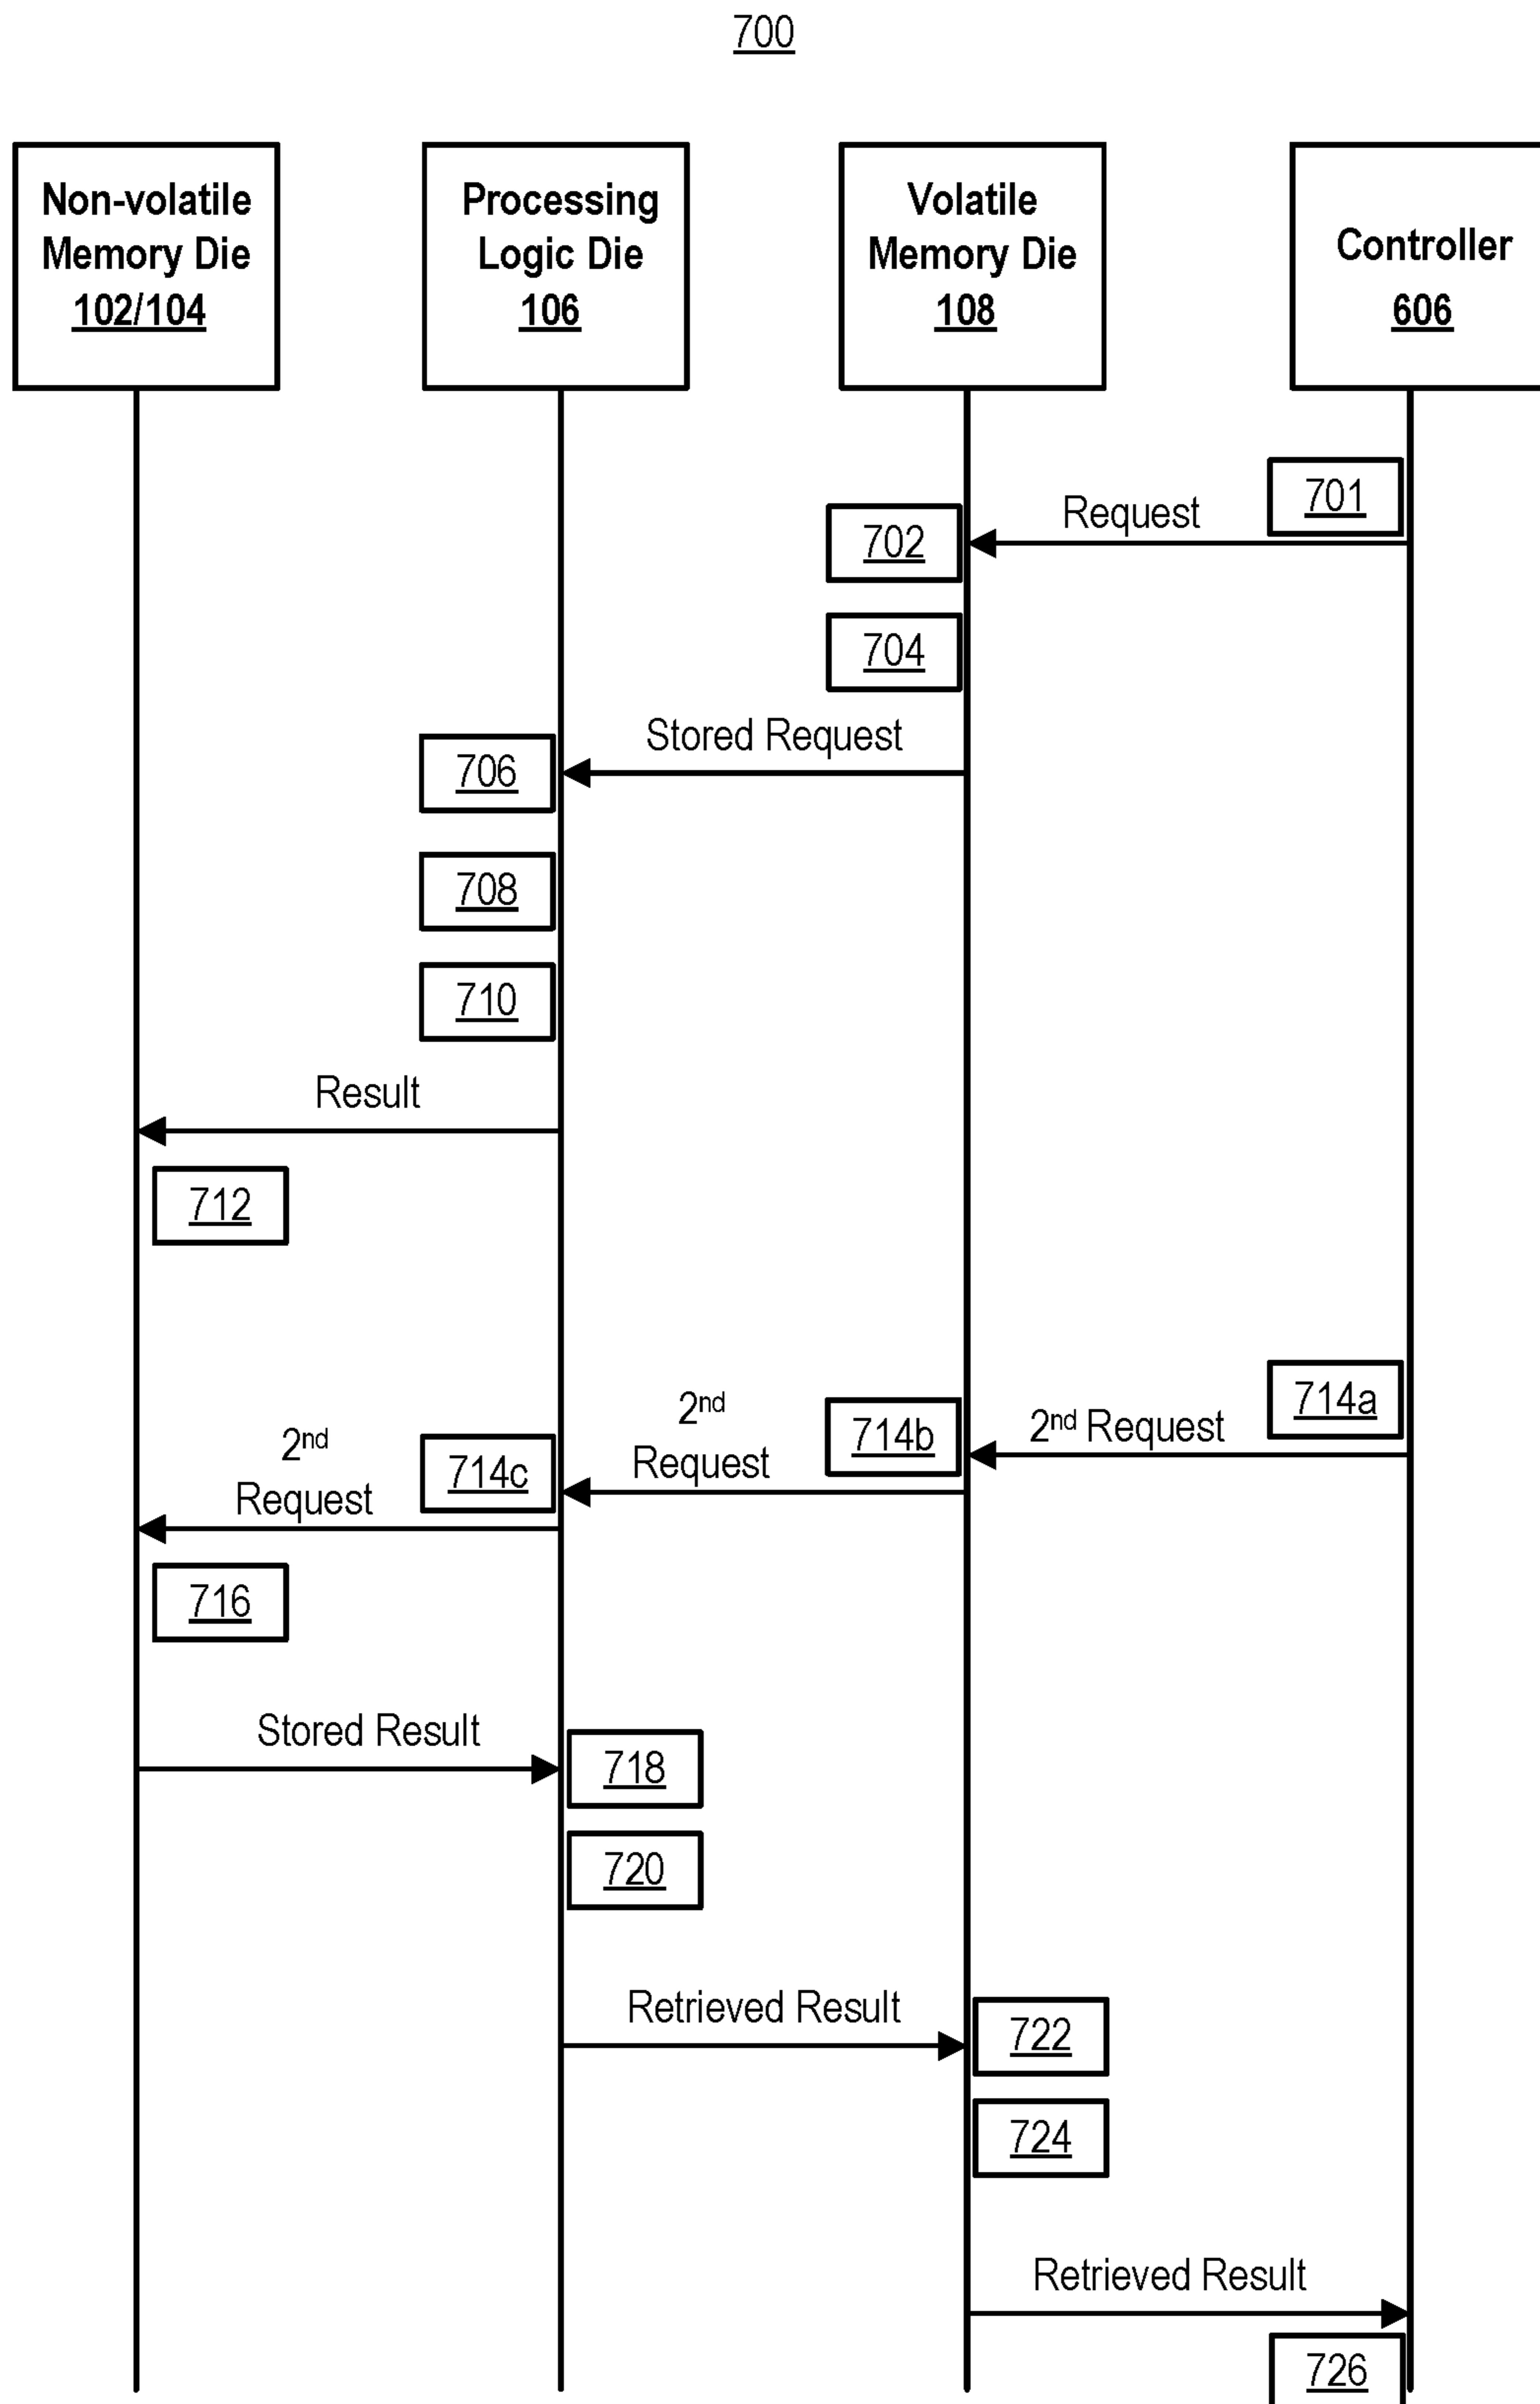 700
Non-volatile
Memory Die
102/104
Processing
Logic Die
106
Volatile
Memory Die
108
Controller
606
701
Request
702
704
Stored Request
706
708
710
Result
712
714a
2nd Request
714b
2nd
Request
714c
2nd
Request
716
Stored Result
718
720
Retrieved Result
722
724
Retrieved Result
726